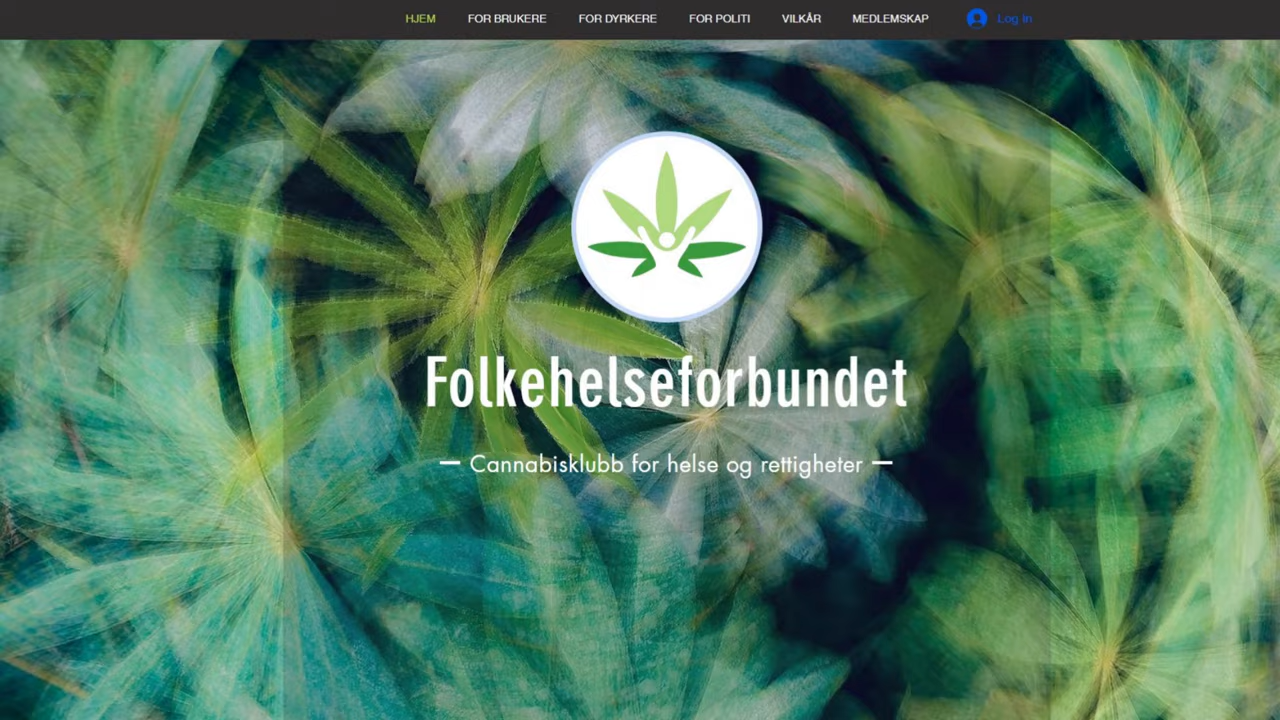 HJEM FOR BRUKERE FOR DYRKERE FOR POLITI VILKÅR MEDLEMSKAP Log In
Folkehelseforbundet
— Cannabisklubb for helse og rettigheter —